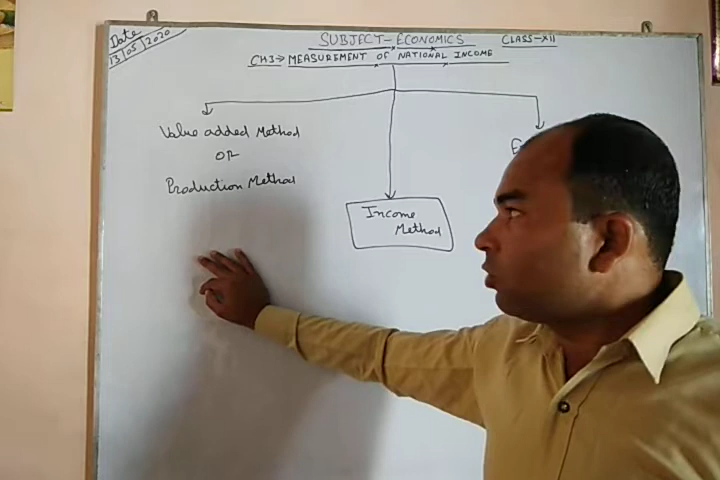 Date
13/05/2020
SUBJECT-ECONOMICS CLASS-XII
CH3→ MEASUREMENT OF NATIONAL INCOME
Value added Method
OR
Production Method
Income
Method